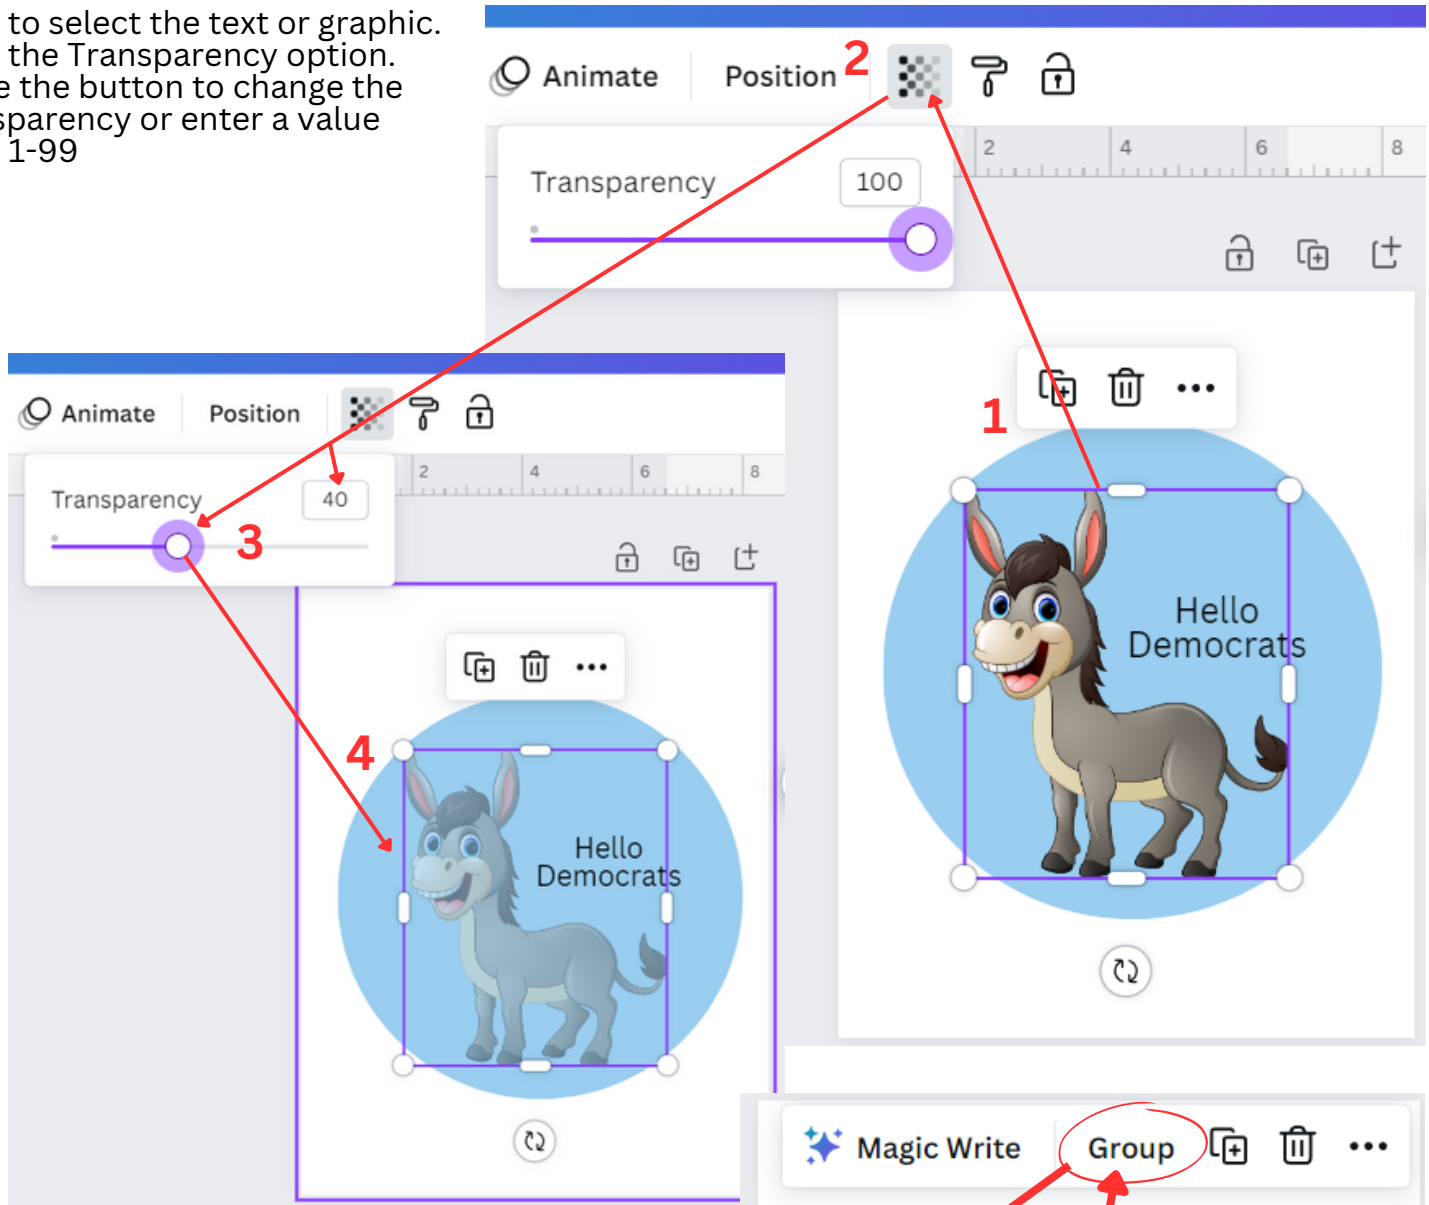 to select the text or graphic.
the Transparency option.
e the button to change the
sparency or enter a value
1-99
Animate Position 2
2 4 6 8
Transparency 100
1
Hello
Democrats
Animate Position
2 4 6 8
Transparency 40
3
4
Hello
Democrats
Magic Write Group